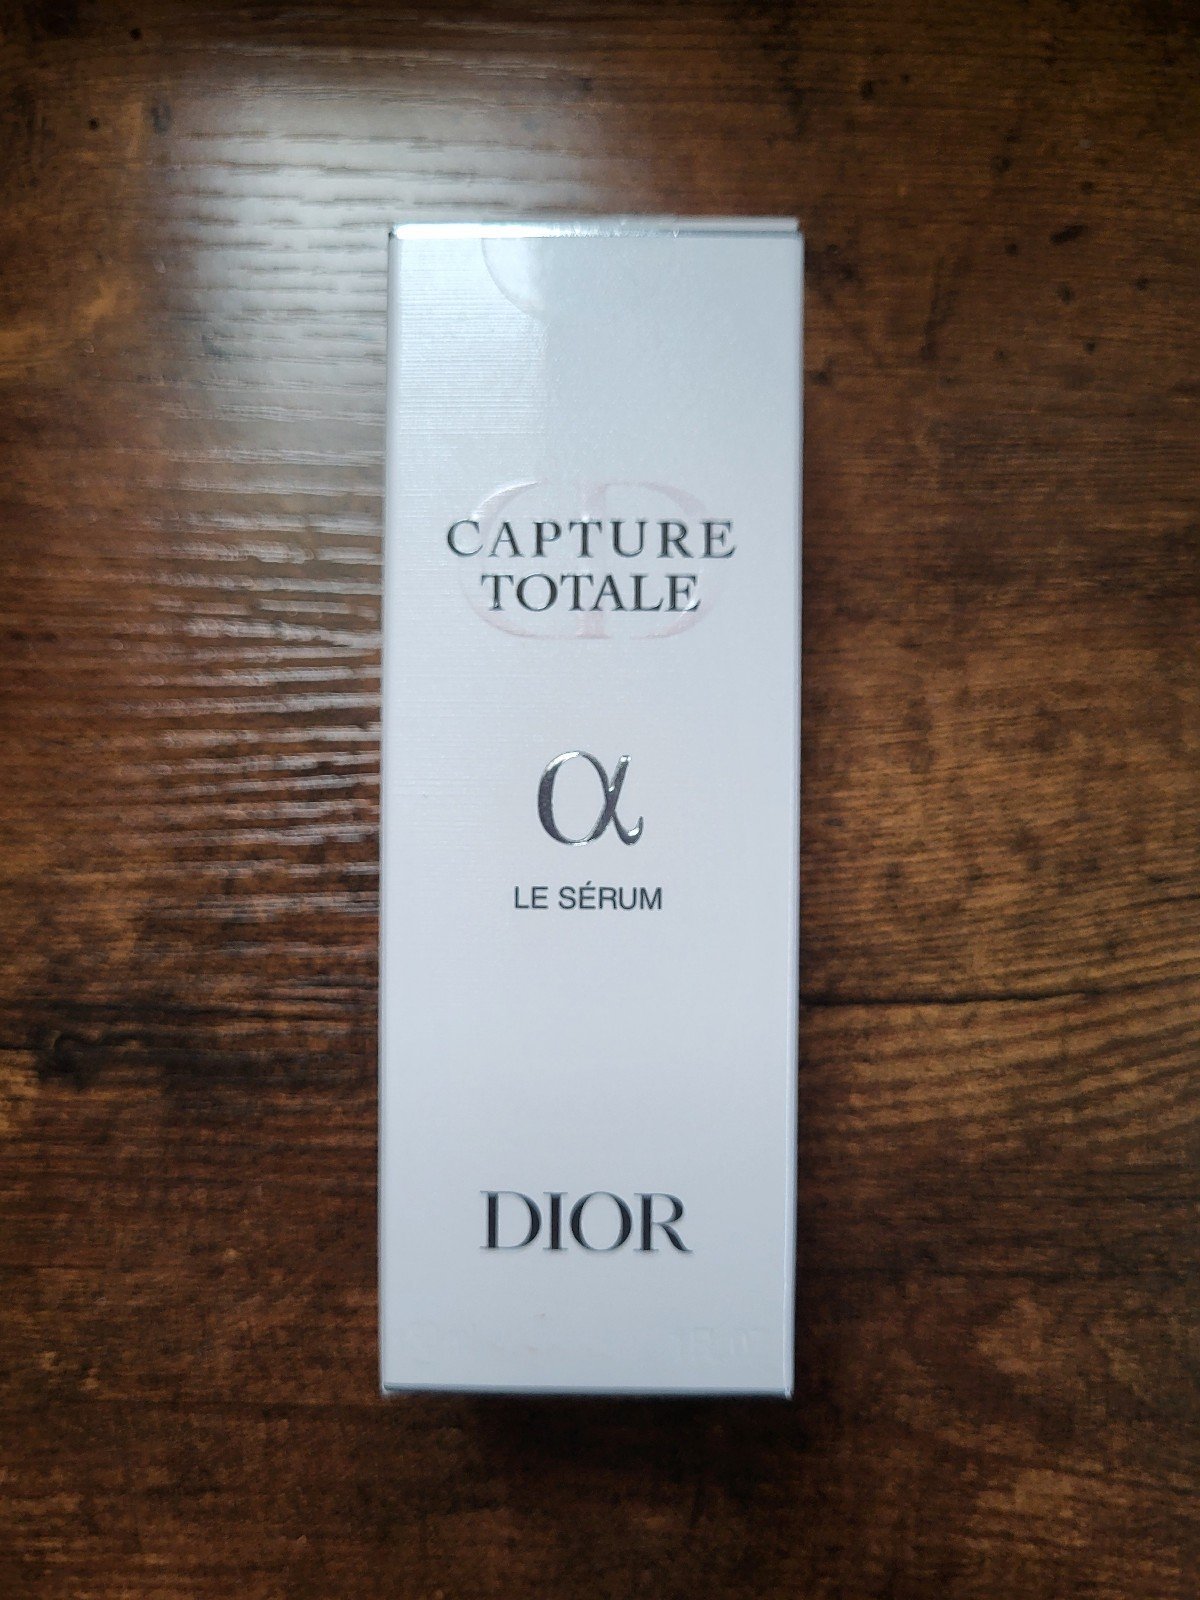 CAPTURE
TOTALE
α
LE SÉRUM
DIOR